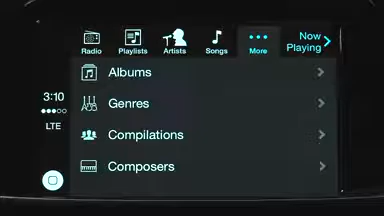 Radio
Playlists
Artists
Songs
More
Now
Playing
3:10
LTE
Albums
Genres
Compilations
Composers